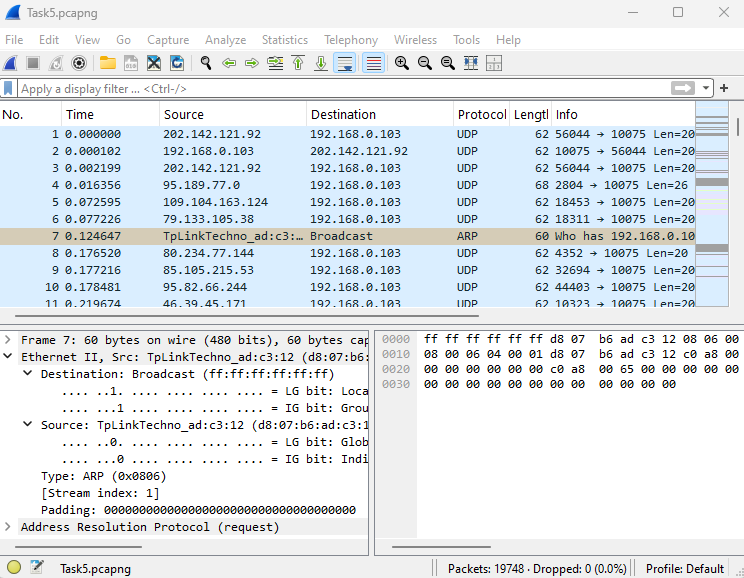 Task5.pcapng
File Edit View Go Capture Analyze Statistics Telephony Wireless Tools Help
Apply a display filter ... <Ctrl-/>
No. Time Source Destination Protocol Lengtl Info
1 0.000000 202.142.121.92 192.168.0.103 UDP 62 56044 → 10075 Len=20
2 0.000102 192.168.0.103 202.142.121.92 UDP 62 10075 → 56044 Len=20
3 0.002199 202.142.121.92 192.168.0.103 UDP 62 56044 → 10075 Len=20
4 0.016356 95.189.77.0 192.168.0.103 UDP 68 2804 → 10075 Len=26
5 0.072595 109.104.163.124 192.168.0.103 UDP 62 18453 → 10075 Len=20
6 0.077226 79.133.105.38 192.168.0.103 UDP 62 18311 → 10075 Len=20
7 0.124647 TpLinkTechno_ad:c3:… Broadcast ARP 60 Who has 192.168.0.10
8 0.176520 80.234.77.144 192.168.0.103 UDP 62 4352 → 10075 Len=20
9 0.177216 85.105.215.53 192.168.0.103 UDP 62 32694 → 10075 Len=20
10 0.178481 95.82.66.244 192.168.0.103 UDP 62 44403 → 10075 Len=20
11 0.219674 46.39.45.171 192.168.0.103 UDP 62 10323 → 10075 Len=20
Frame 7: 60 bytes on wire (480 bits), 60 bytes cap
Ethernet II, Src: TpLinkTechno_ad:c3:12 (d8:07:b6:
Destination: Broadcast (ff:ff:ff:ff:ff:ff)
.... ..1. .... .... .... .... = LG bit: Loca
.... ...1 .... .... .... .... = IG bit: Grou
Source: TpLinkTechno_ad:c3:12 (d8:07:b6:ad:c3:1
.... ..0. .... .... .... .... = LG bit: Glob
.... ...0 .... .... .... .... = IG bit: Indi
Type: ARP (0x0806)
[Stream index: 1]
Padding: 000000000000000000000000000000000000
Address Resolution Protocol (request)
0000 ff ff ff ff ff ff d8 07 b6 ad c3 12 08 06 00
0010 08 00 06 04 00 01 d8 07 b6 ad c3 12 c0 a8 00
0020 00 00 00 00 00 00 c0 a8 00 65 00 00 00 00 00
0030 00 00 00 00 00 00 00 00 00 00 00 00
Task5.pcapng
Packets: 19748 · Dropped: 0 (0.0%)
Profile: Default